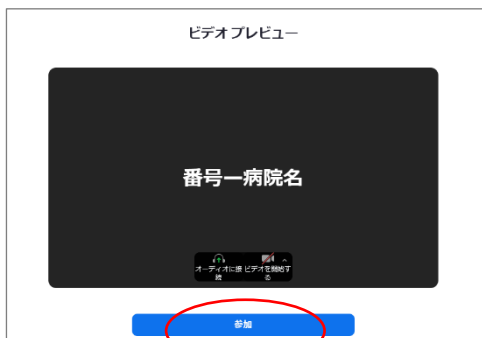 ビデオプレビュー
番号ー病院名
オーディオに接 ビデオを開始す
続 る
参加